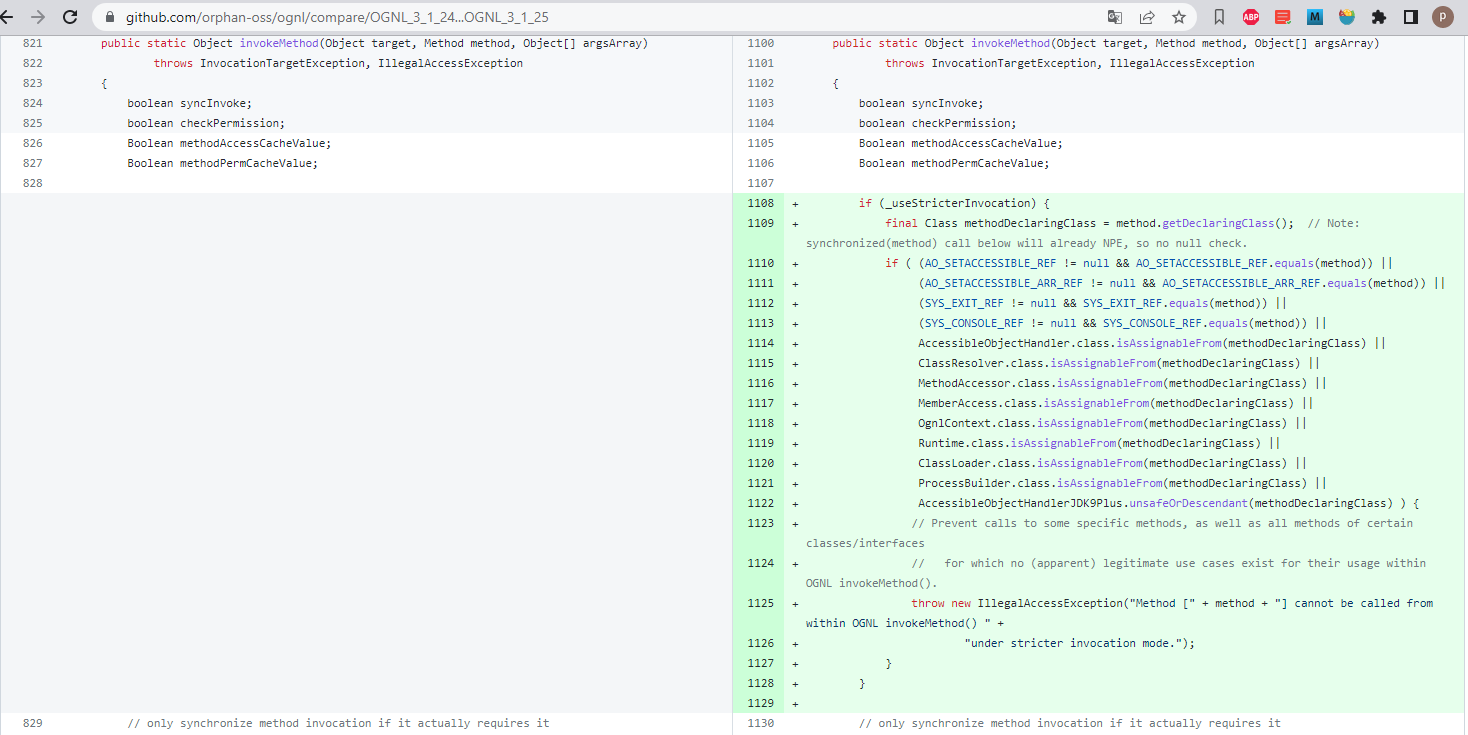 github.com/orphan-oss/ognl/compare/OGNL_3_1_24...OGNL_3_1_25
ABP
M
p
821 public static Object invokeMethod(Object target, Method method, Object[] argsArray)
822 throws InvocationTargetException, IllegalAccessException
823 {
824 boolean syncInvoke;
825 boolean checkPermission;
826 Boolean methodAccessCacheValue;
827 Boolean methodPermCacheValue;
828
829 // only synchronize method invocation if it actually requires it
1100 public static Object invokeMethod(Object target, Method method, Object[] argsArray)
1101 throws InvocationTargetException, IllegalAccessException
1102 {
1103 boolean syncInvoke;
1104 boolean checkPermission;
1105 Boolean methodAccessCacheValue;
1106 Boolean methodPermCacheValue;
1107
1108 + if (_useStricterInvocation) {
1109 + final Class methodDeclaringClass = method.getDeclaringClass(); // Note:
synchronized(method) call below will already NPE, so no null check.
1110 + if ( (AO_SETACCESSIBLE_REF != null && AO_SETACCESSIBLE_REF.equals(method)) ||
1111 + (AO_SETACCESSIBLE_ARR_REF != null && AO_SETACCESSIBLE_ARR_REF.equals(method)) ||
1112 + (SYS_EXIT_REF != null && SYS_EXIT_REF.equals(method)) ||
1113 + (SYS_CONSOLE_REF != null && SYS_CONSOLE_REF.equals(method)) ||
1114 + AccessibleObjectHandler.class.isAssignableFrom(methodDeclaringClass) ||
1115 + ClassResolver.class.isAssignableFrom(methodDeclaringClass) ||
1116 + MethodAccessor.class.isAssignableFrom(methodDeclaringClass) ||
1117 + MemberAccess.class.isAssignableFrom(methodDeclaringClass) ||
1118 + OgnlContext.class.isAssignableFrom(methodDeclaringClass) ||
1119 + Runtime.class.isAssignableFrom(methodDeclaringClass) ||
1120 + ClassLoader.class.isAssignableFrom(methodDeclaringClass) ||
1121 + ProcessBuilder.class.isAssignableFrom(methodDeclaringClass) ||
1122 + AccessibleObjectHandlerJDK9Plus.unsafeOrDescendant(methodDeclaringClass) ) {
1123 + // Prevent calls to some specific methods, as well as all methods of certain
classes/interfaces
1124 + // for which no (apparent) legitimate use cases exist for their usage within
OGNL invokeMethod().
1125 + throw new IllegalAccessException("Method [" + method + "] cannot be called from
within OGNL invokeMethod() " +
1126 + "under stricter invocation mode.");
1127 + }
1128 + }
1129 +
1130 // only synchronize method invocation if it actually requires it